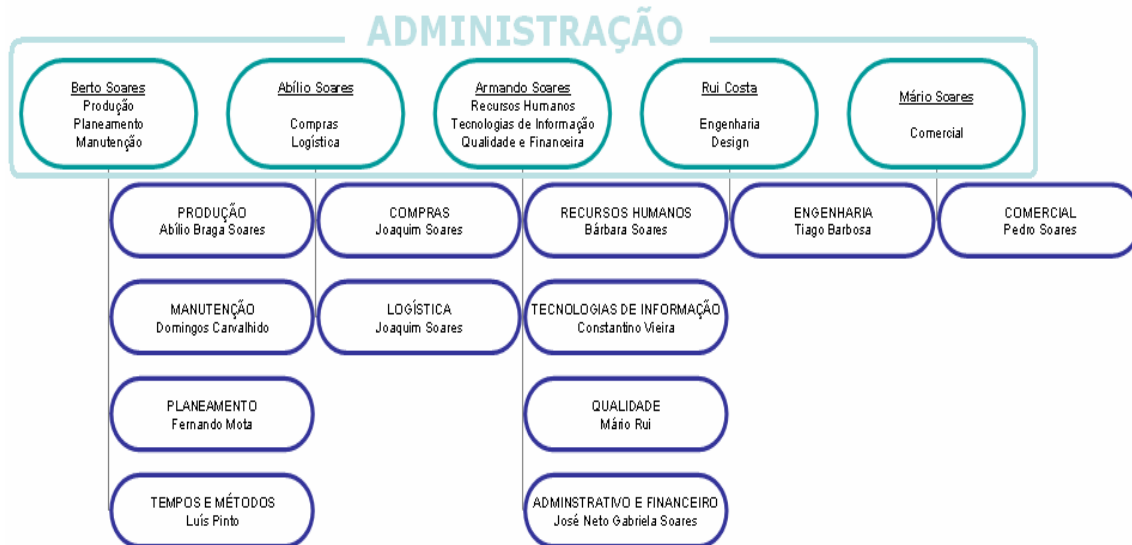 ADMINISTRAÇÃO
Berto Soares
Produção
Planeamento
Manutenção
Abílio Soares
Compras
Logística
Armando Soares
Recursos Humanos
Tecnologias de Informação
Qualidade e Financeira
Rui Costa
Engenharia
Design
Mário Soares
Comercial
PRODUÇÃO
Abílio Braga Soares
COMPRAS
Joaquim Soares
RECURSOS HUMANOS
Bárbara Soares
ENGENHARIA
Tiago Barbosa
COMERCIAL
Pedro Soares
MANUTENÇÃO
Domingos Carvalhido
LOGÍSTICA
Joaquim Soares
TECNOLOGIAS DE INFORMAÇÃO
Constantino Vieira
PLANEAMENTO
Fernando Mota
QUALIDADE
Mário Rui
TEMPOS E MÉTODOS
Luís Pinto
ADMINSTRATIVO E FINANCEIRO
José Neto Gabriela Soares